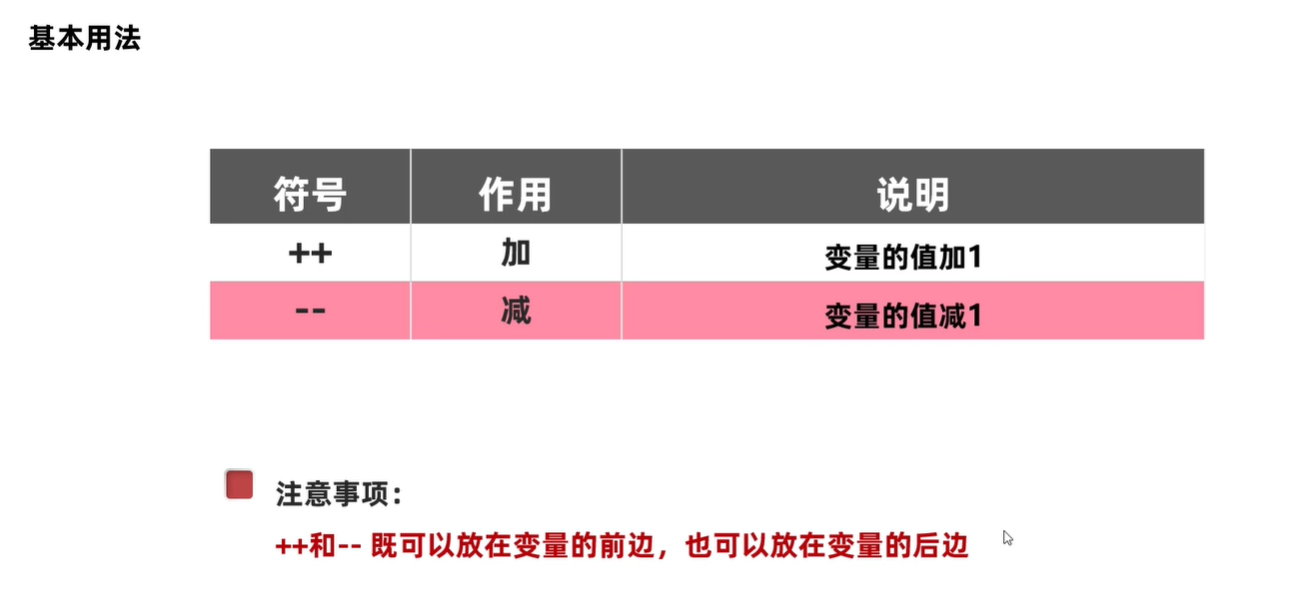 基本用法
符号 作用 说明
++ 加 变量的值加1
-- 减 变量的值减1
注意事项：
++和-- 既可以放在变量的前边，也可以放在变量的后边